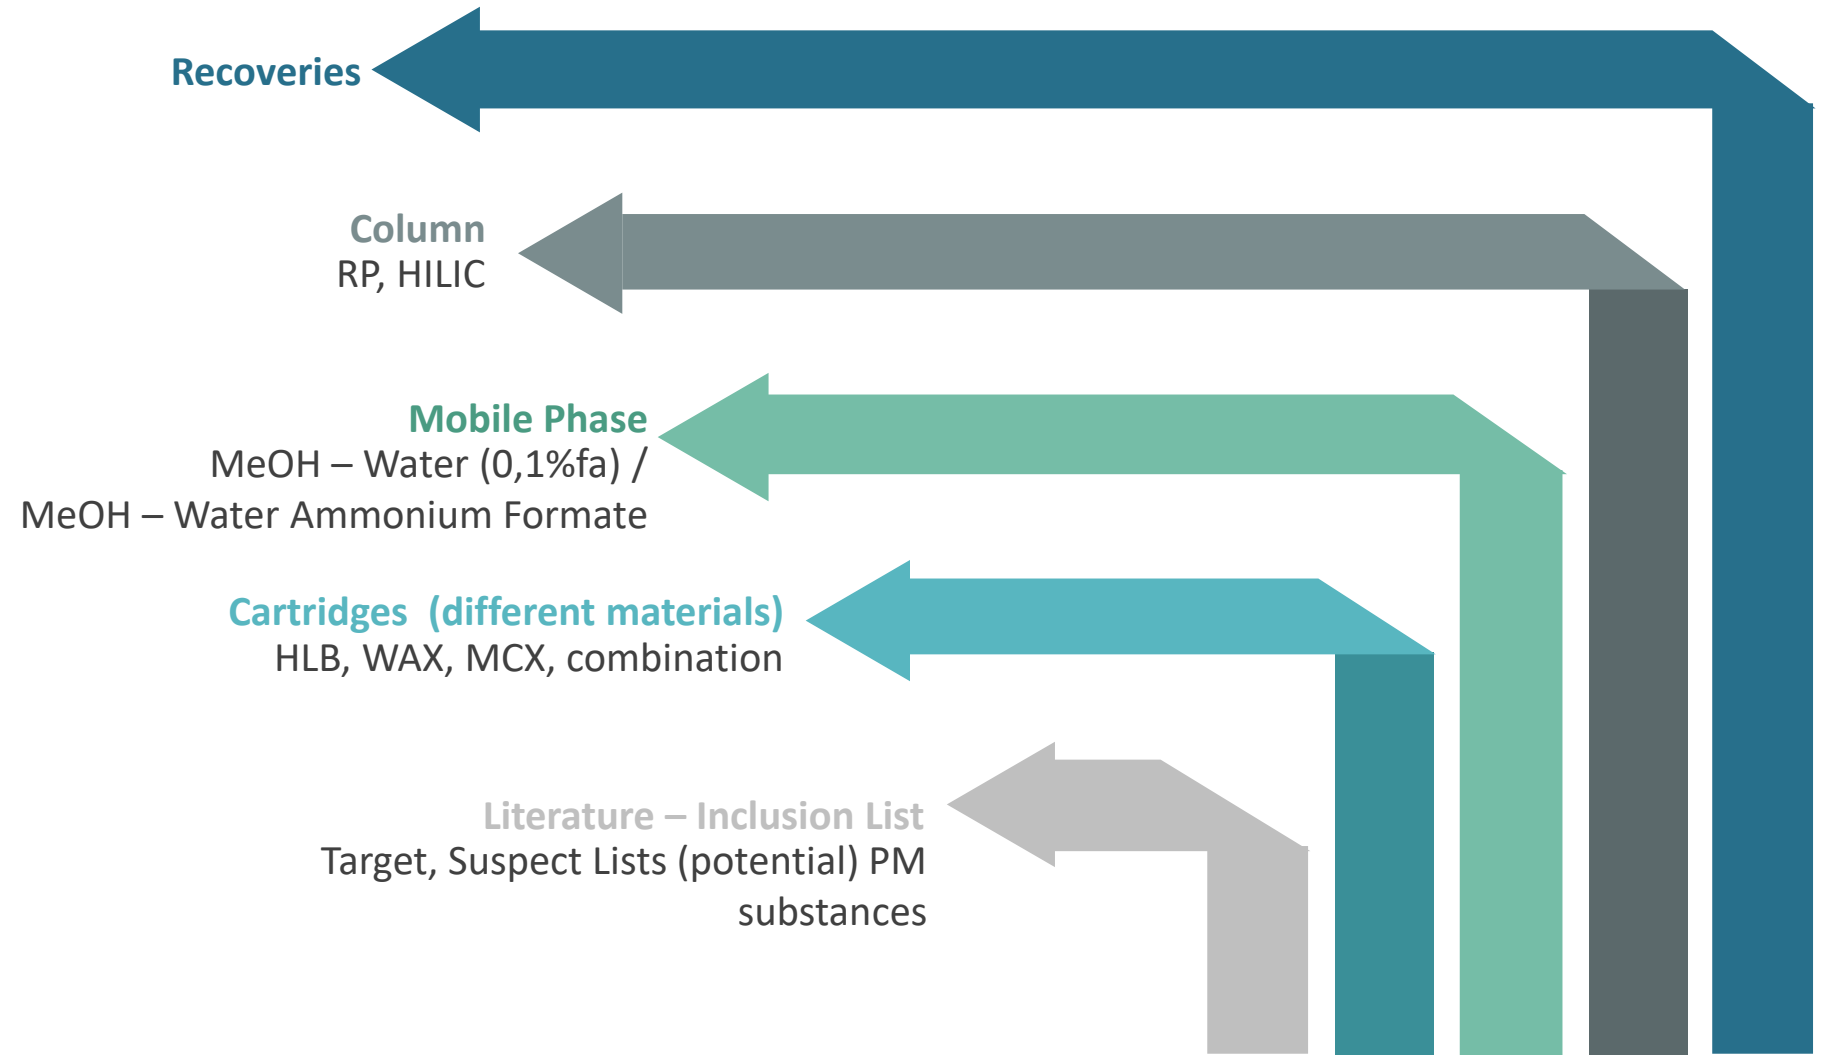 Recoveries
Column
RP, HILIC
Mobile Phase
MeOH – Water (0,1%fa) /
MeOH – Water Ammonium Formate
Cartridges  (different materials)
HLB, WAX, MCX, combination
Literature – Inclusion List
Target, Suspect Lists (potential) PM
substances